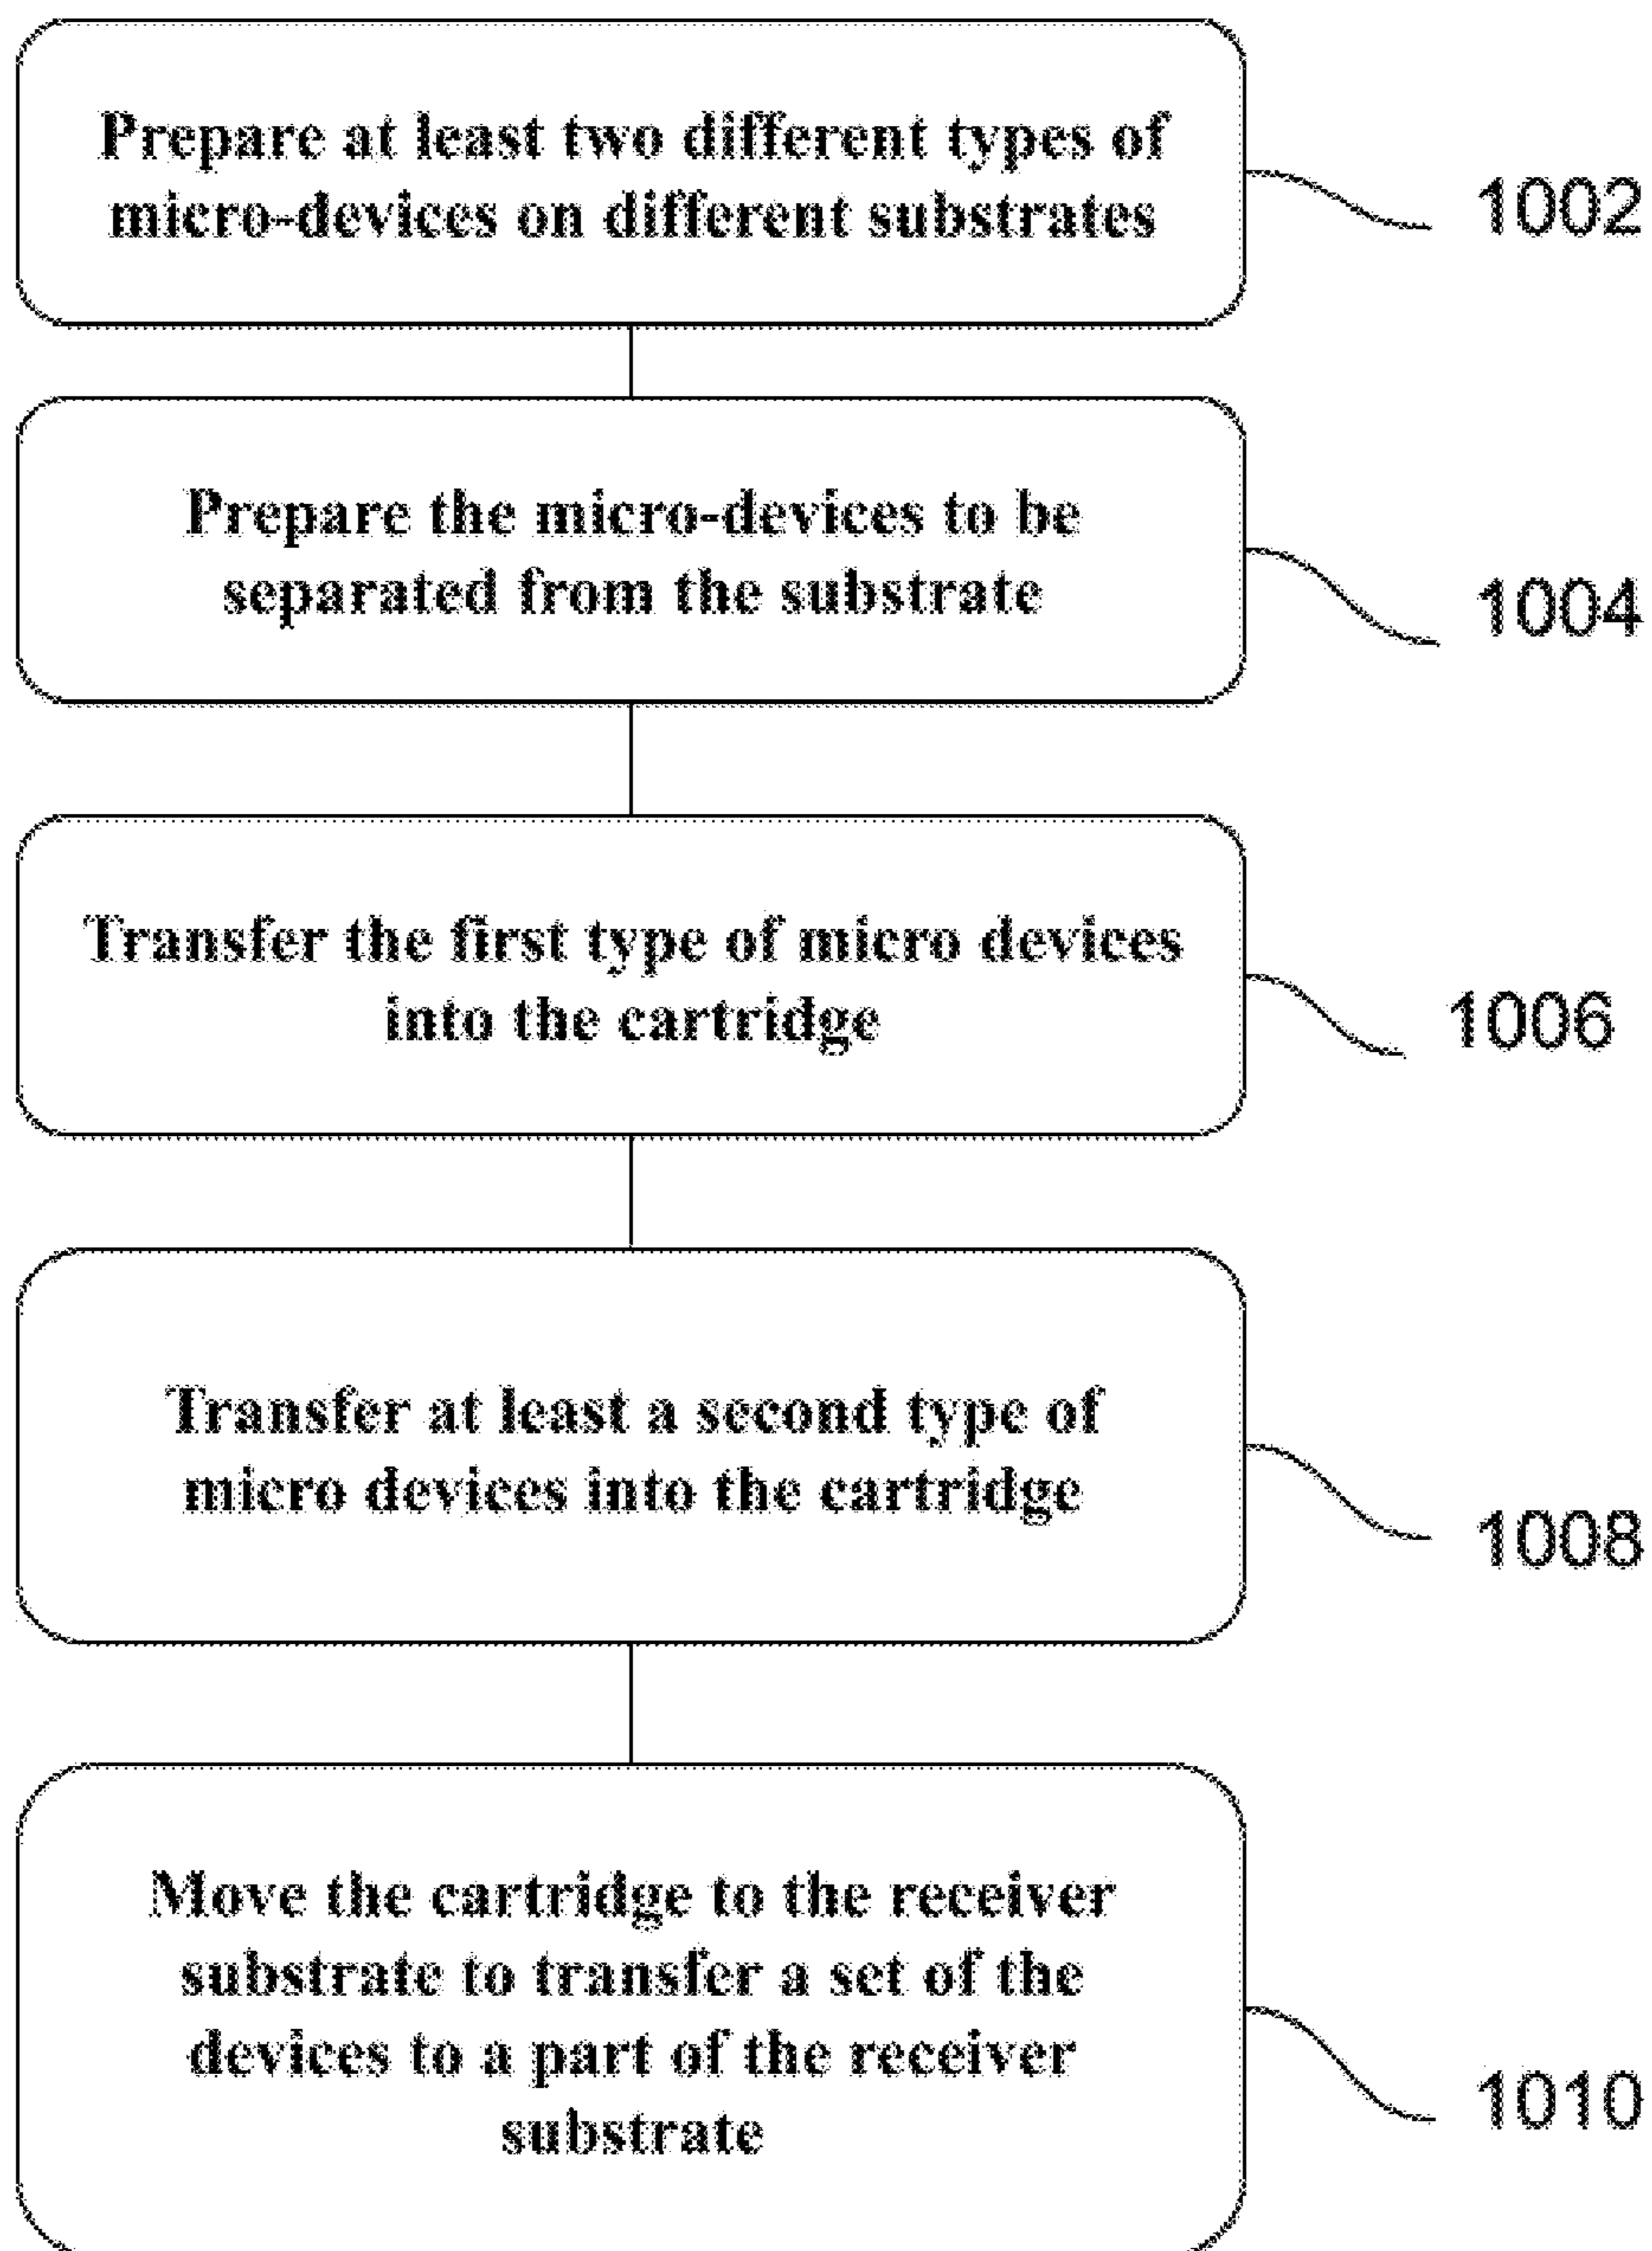 Prepare at least two different types of
micro-devices on different substrates
1002
Prepare the micro-devices to be
separated from the substrate
1004
Transfer the first type of micro devices
into the cartridge
1006
Transfer at least a second type of
micro devices into the cartridge
1008
Move the cartridge to the receiver
substrate to transfer a set of the
devices to a part of the receiver
substrate
1010